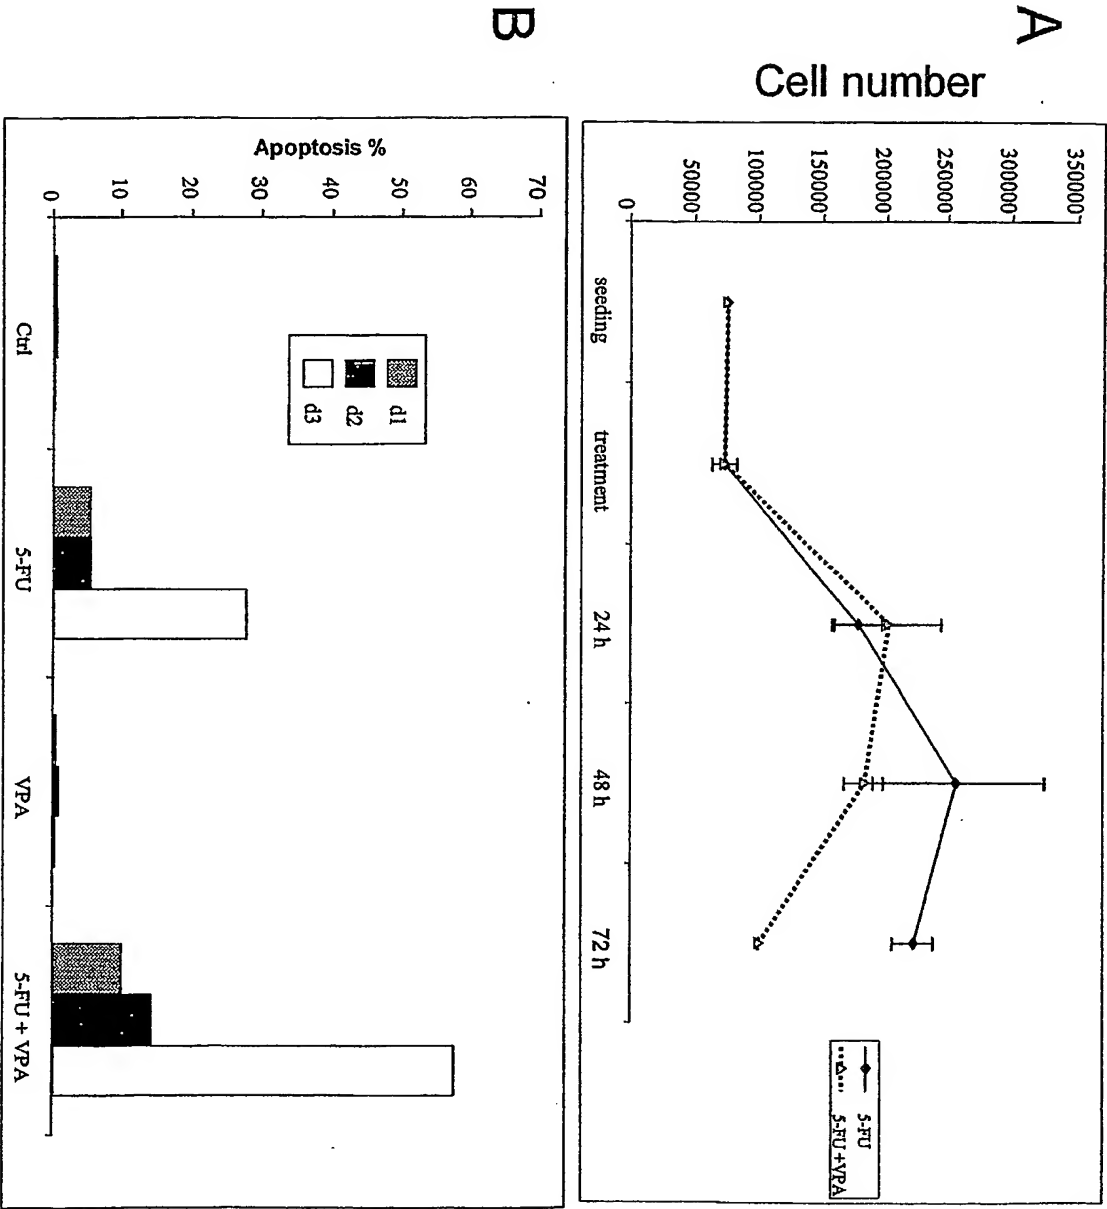 A
Cell number
350000
300000
250000
200000
150000
100000
50000
0
seeding
treatment
24 h
48 h
72 h
5-FU
5-FU+VPA
B
Apoptosis %
70
60
50
40
30
20
10
0
d1
d2
d3
Ctrl
5-FU
VPA
5-FU + VPA